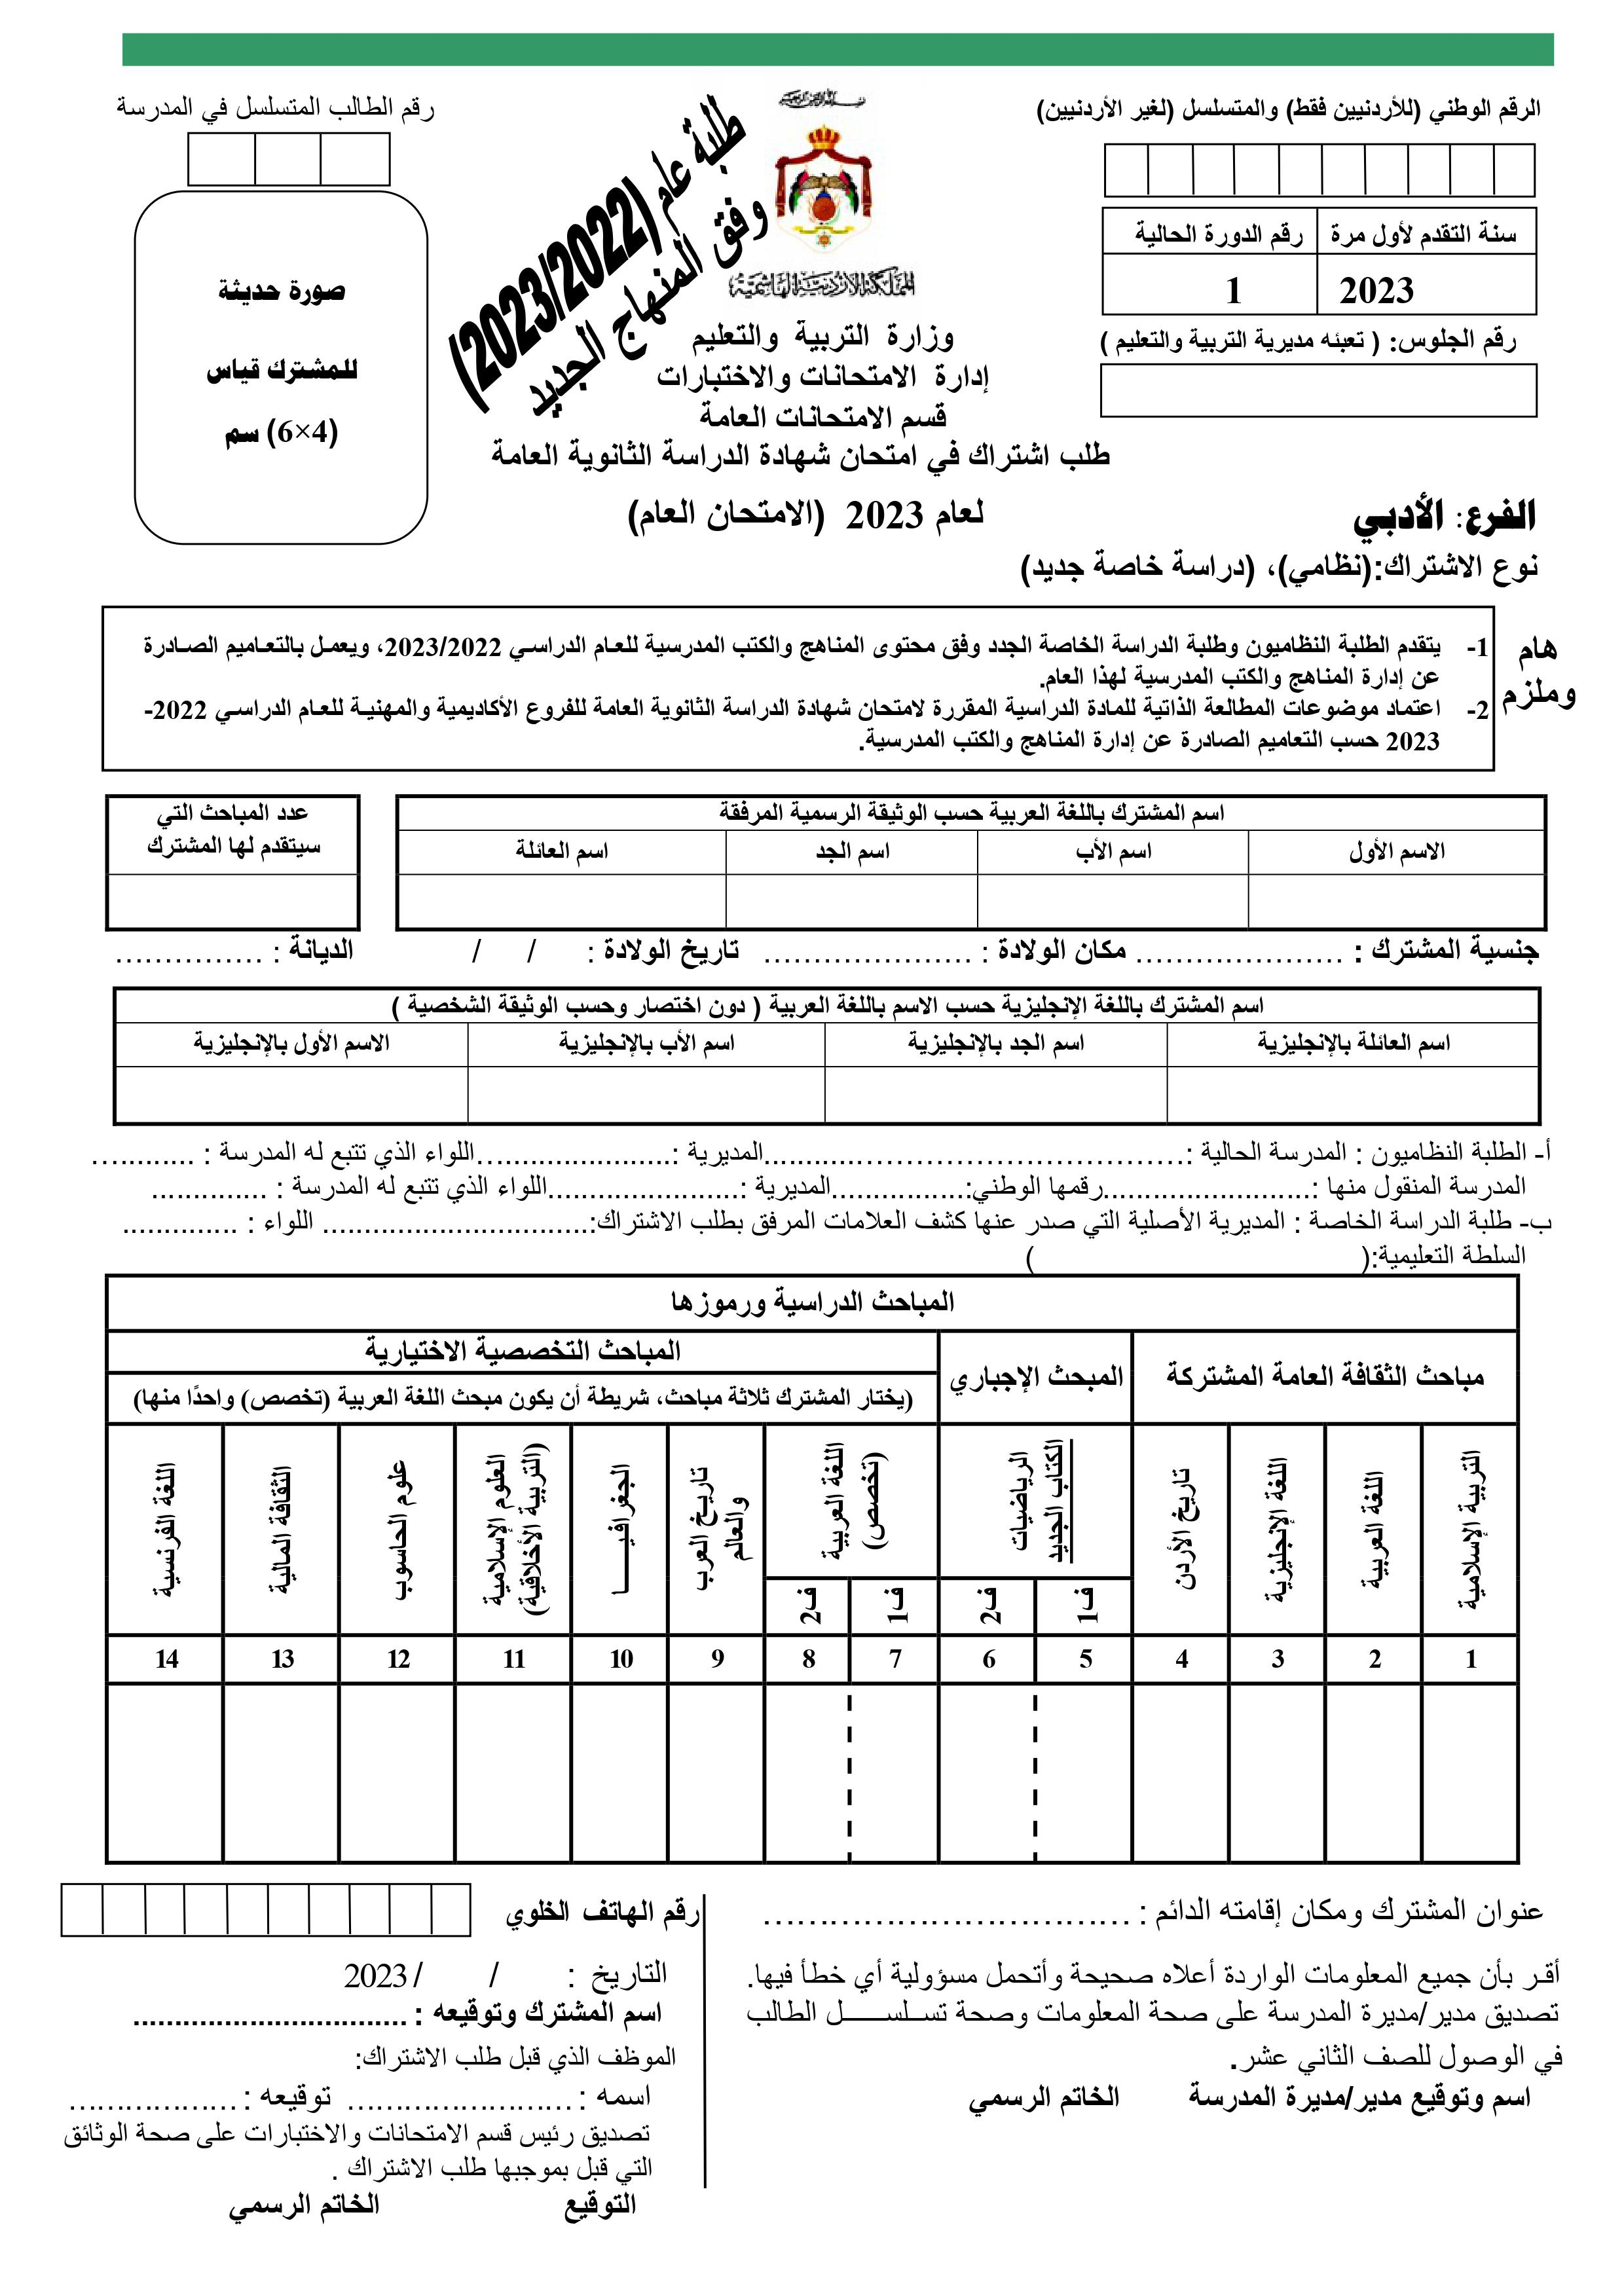 الرقم الوطني (للأردنيين فقط) والمتسلسل (لغير الأردنيين)
سنة التقدم لأول مرة
رقم الدورة الحالية
2023
1
رقم الجلوس: ( تعبئه مديرية التربية والتعليم )
بسم الله الرحمن الرحيم
المملكة الأردنية الهاشمية
وزارة التربية والتعليم
إدارة الامتحانات والاختبارات
قسم الامتحانات العامة
طلب اشتراك في امتحان شهادة الدراسة الثانوية العامة
لعام 2023 (الامتحان العام)
طلبة عام (2023/2022)
وفق المنهاج الجديد
رقم الطالب المتسلسل في المدرسة
صورة حديثة
للمشترك قياس
(4×6) سم
الفرع: الأدبي
نوع الاشتراك:(نظامي)، (دراسة خاصة جديد)
هام
وملزم
1- يتقدم الطلبة النظاميون وطلبة الدراسة الخاصة الجدد وفق محتوى المناهج والكتب المدرسية للعام الدراسي 2023/2022، ويعمل بالتعاميم الصادرة
عن إدارة المناهج والكتب المدرسية لهذا العام.
2- اعتماد موضوعات المطالعة الذاتية للمادة الدراسية المقررة لامتحان شهادة الدراسة الثانوية العامة للفروع الأكاديمية والمهنية للعام الدراسي 2022-
2023 حسب التعاميم الصادرة عن إدارة المناهج والكتب المدرسية.
اسم المشترك باللغة العربية حسب الوثيقة الرسمية المرفقة
الاسم الأول
اسم الأب
اسم الجد
اسم العائلة
عدد المباحث التي
سيتقدم لها المشترك
جنسية المشترك : ..................... مكان الولادة : ..................... تاريخ الولادة : / / الديانة : ...............
اسم المشترك باللغة الإنجليزية حسب الاسم باللغة العربية ( دون اختصار وحسب الوثيقة الشخصية )
اسم العائلة بالإنجليزية
اسم الجد بالإنجليزية
اسم الأب بالإنجليزية
الاسم الأول بالإنجليزية
أ- الطلبة النظاميون : المدرسة الحالية :................................................المديرية :........................اللواء الذي تتبع له المدرسة : .............
المدرسة المنقول منها :.........................رقمها الوطني:................المديرية :.......................اللواء الذي تتبع له المدرسة : ..............
ب- طلبة الدراسة الخاصة : المديرية الأصلية التي صدر عنها كشف العلامات المرفق بطلب الاشتراك:................................ اللواء : ..............
السلطة التعليمية:( )
المباحث الدراسية ورموزها
مباحث الثقافة العامة المشتركة
المبحث الإجباري
المباحث التخصصية الاختيارية
(يختار المشترك ثلاثة مباحث، شريطة أن يكون مبحث اللغة العربية (تخصص) واحدًا منها)
التربية الإسلامية
اللغة العربية
اللغة الإنجليزية
تاريخ الأردن
الرياضيات
الكتاب الجديد
اللغة العربية
(تخصص)
تاريخ العرب
والعالم
الجغرافيـــــا
العلوم الإسلامية
(التربية الأخلاقية)
علوم الحاسوب
الثقافة المالية
اللغة الفرنسية
ف1
ف2
ف1
ف2
1 2 3 4 5 6 7 8 9 10 11 12 13 14
عنوان المشترك ومكان إقامته الدائم : .................................
أقـر بأن جميع المعلومات الواردة أعلاه صحيحة وأتحمل مسؤولية أي خطأ فيها.
تصديق مدير/مديرة المدرسة على صحة المعلومات وصحة تسـلســـــل الطالب
في الوصول للصف الثاني عشر.
اسم وتوقيع مدير/مديرة المدرسة الخاتم الرسمي
رقم الهاتف الخلوي
التاريخ : / / 2023
اسم المشترك وتوقيعه : .................................
الموظف الذي قبل طلب الاشتراك:
اسمه : ........................ توقيعه : ..................
تصديق رئيس قسم الامتحانات والاختبارات على صحة الوثائق
التي قبل بموجبها طلب الاشتراك .
التوقيع الخاتم الرسمي